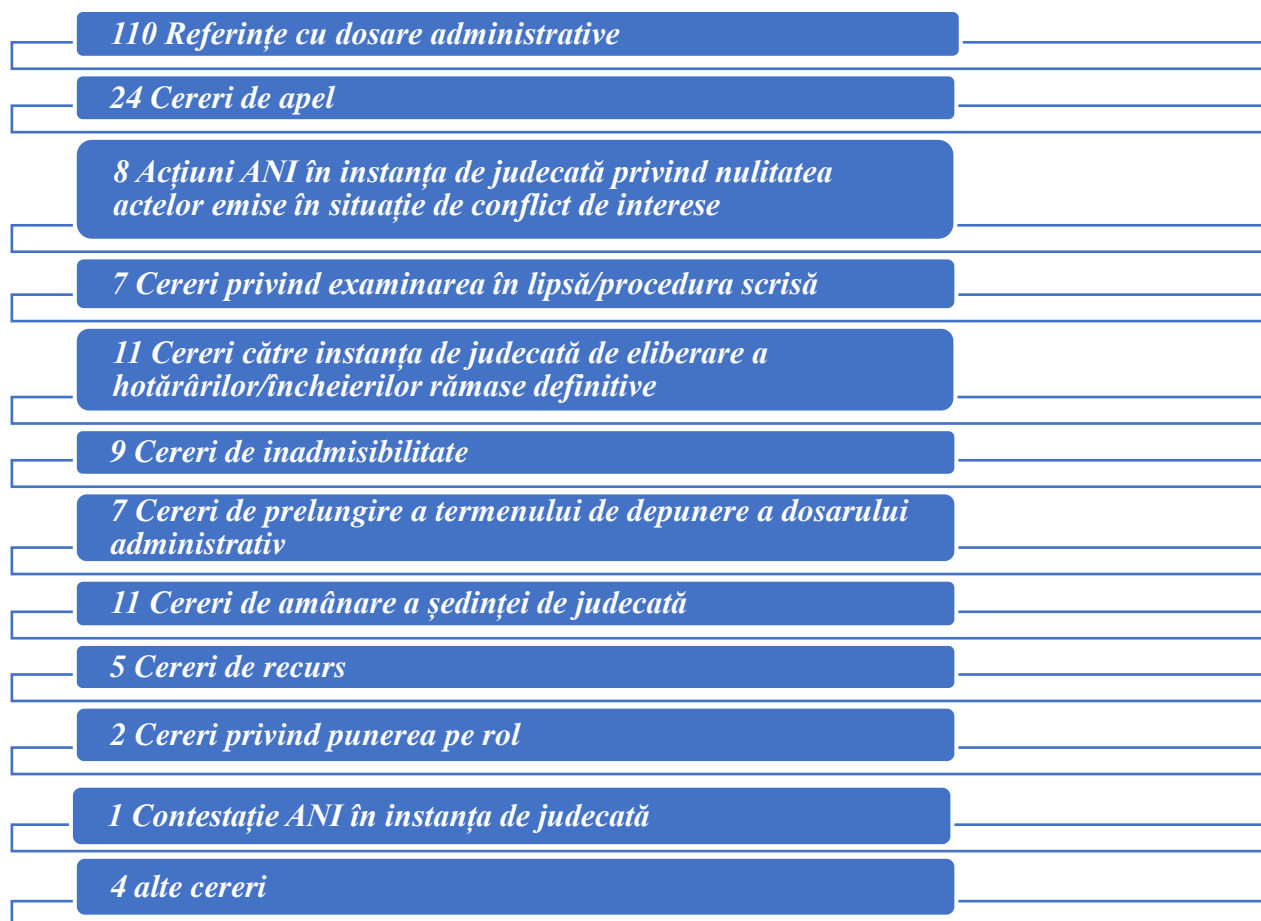 110 Referințe cu dosare administrative
24 Cereri de apel
8 Acțiuni ANI în instanța de judecată privind nulitatea
actelor emise în situație de conflict de interese
7 Cereri privind examinarea în lipsă/procedura scrisă
11 Cereri către instanța de judecată de eliberare a
hotărârilor/încheierilor rămase definitive
9 Cereri de inadmisibilitate
7 Cereri de prelungire a termenului de depunere a dosarului
administrativ
11 Cereri de amânare a ședinței de judecată
5 Cereri de recurs
2 Cereri privind punerea pe rol
1 Contestație ANI în instanța de judecată
4 alte cereri